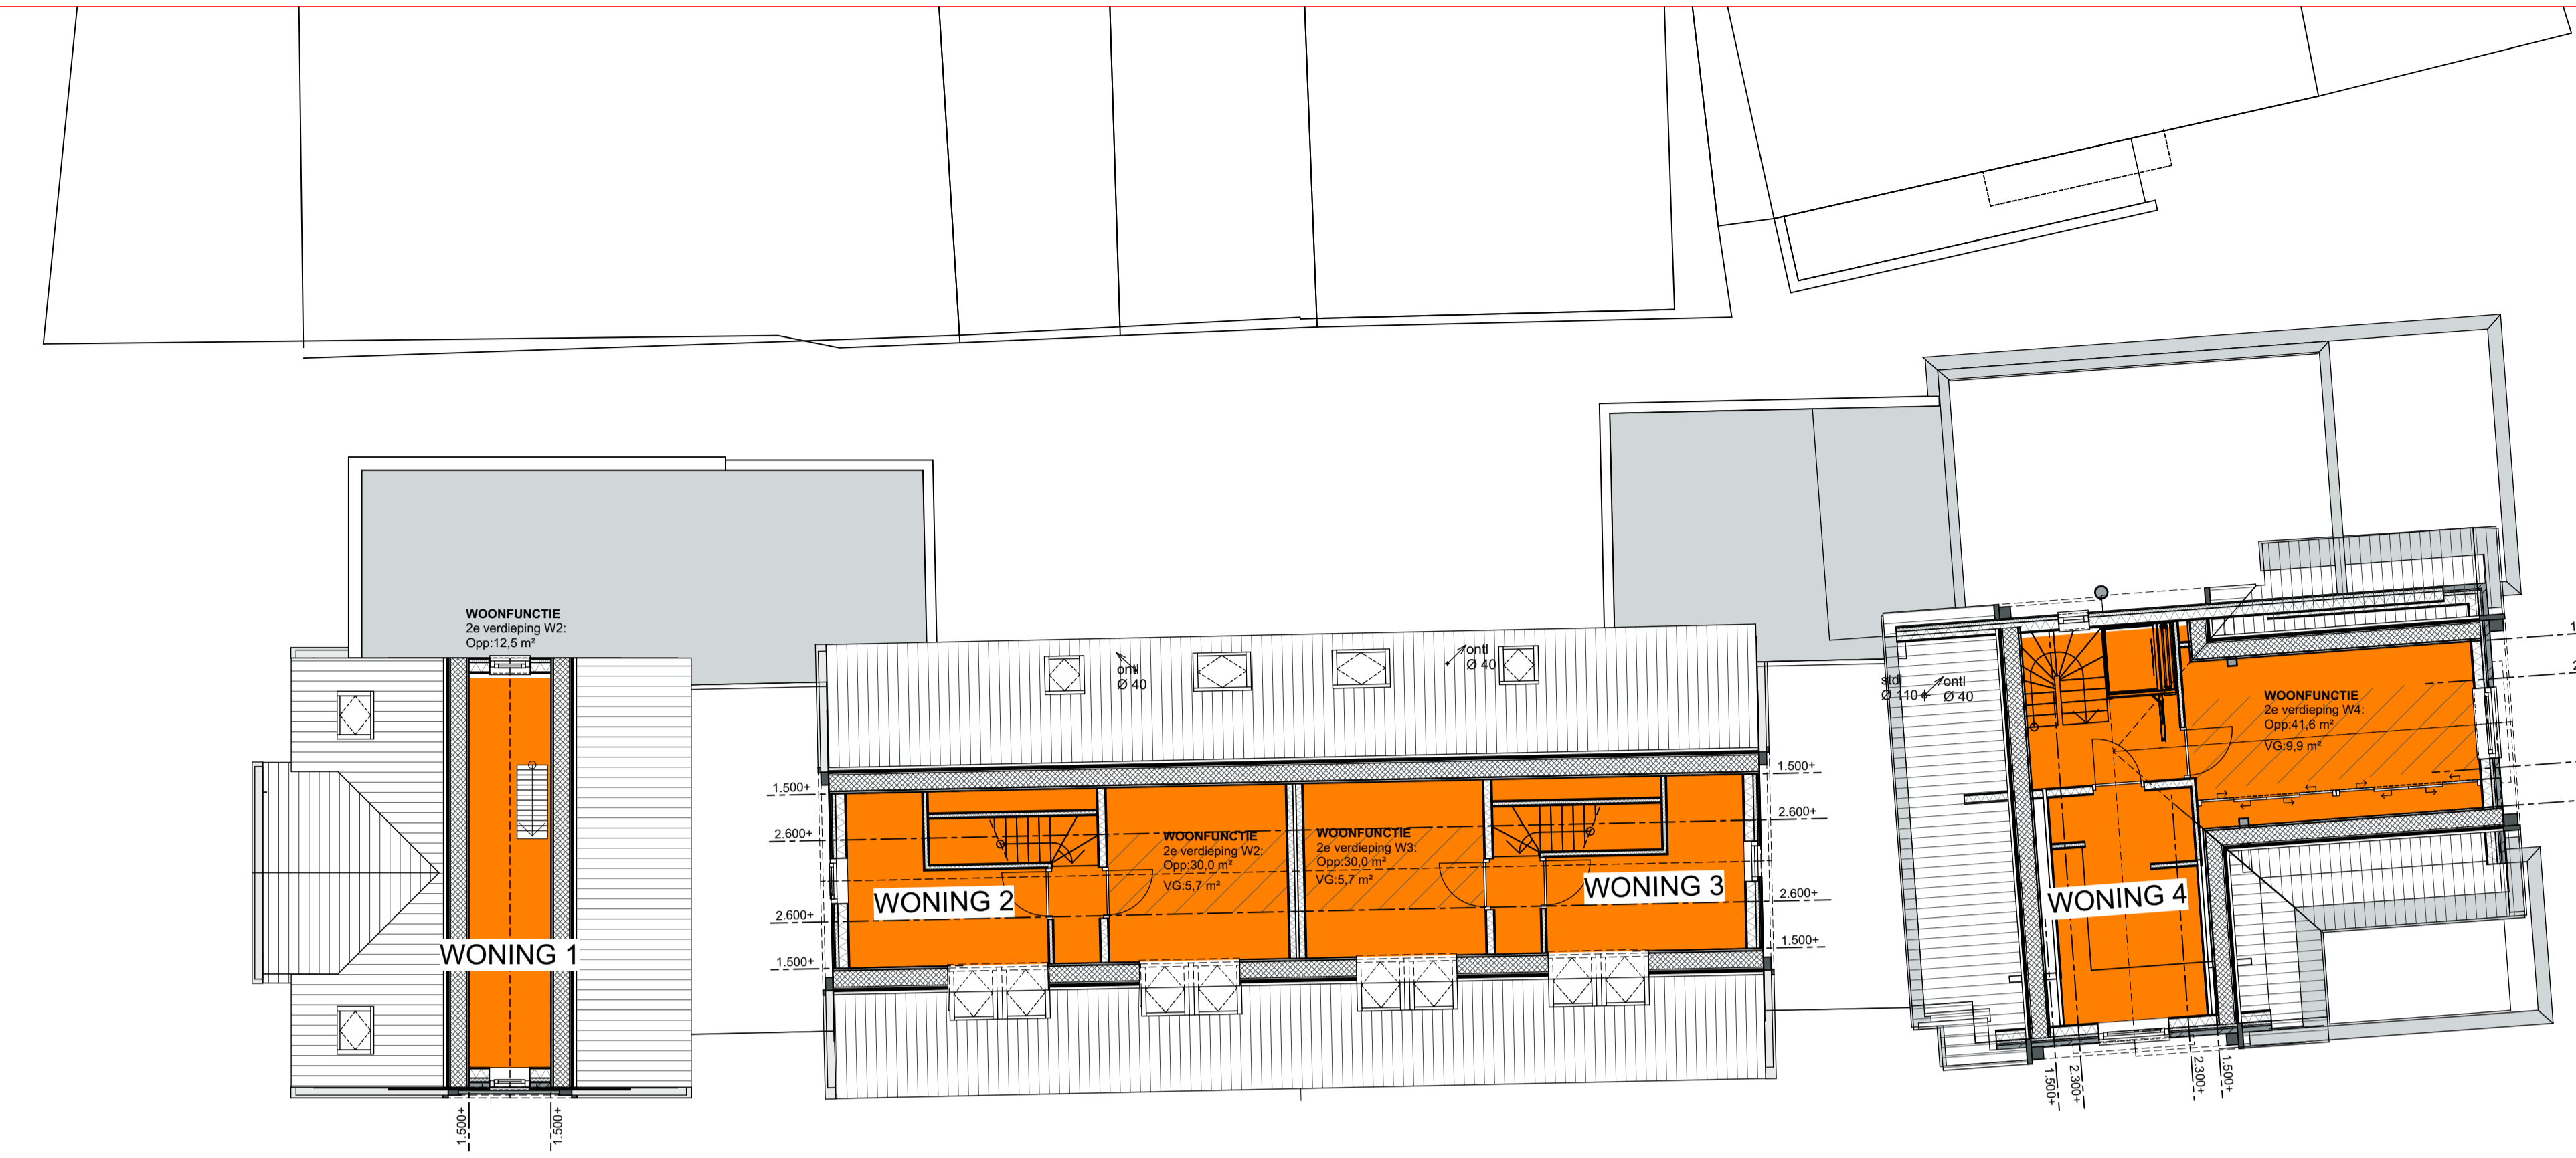 WOONFUNCTIE
2e verdieping W2:
Opp:12,5 m²
WONING 1
1.500+
1.500+
ontl
Ø 40
ontl
Ø 40
1.500+
2.600+
2.600+
1.500+
WONING 2
WOONFUNCTIE
2e verdieping W2:
Opp:30,0 m²
VG:5,7 m²
WOONFUNCTIE
2e verdieping W3:
Opp:30,0 m²
VG:5,7 m²
WONING 3
1.500+
2.600+
2.600+
1.500+
stdl
Ø 110
ontl
Ø 40
WOONFUNCTIE
2e verdieping W4:
Opp:41,6 m²
VG:9,9 m²
WONING 4
1.500+
2.300+
2.300+
1.500+